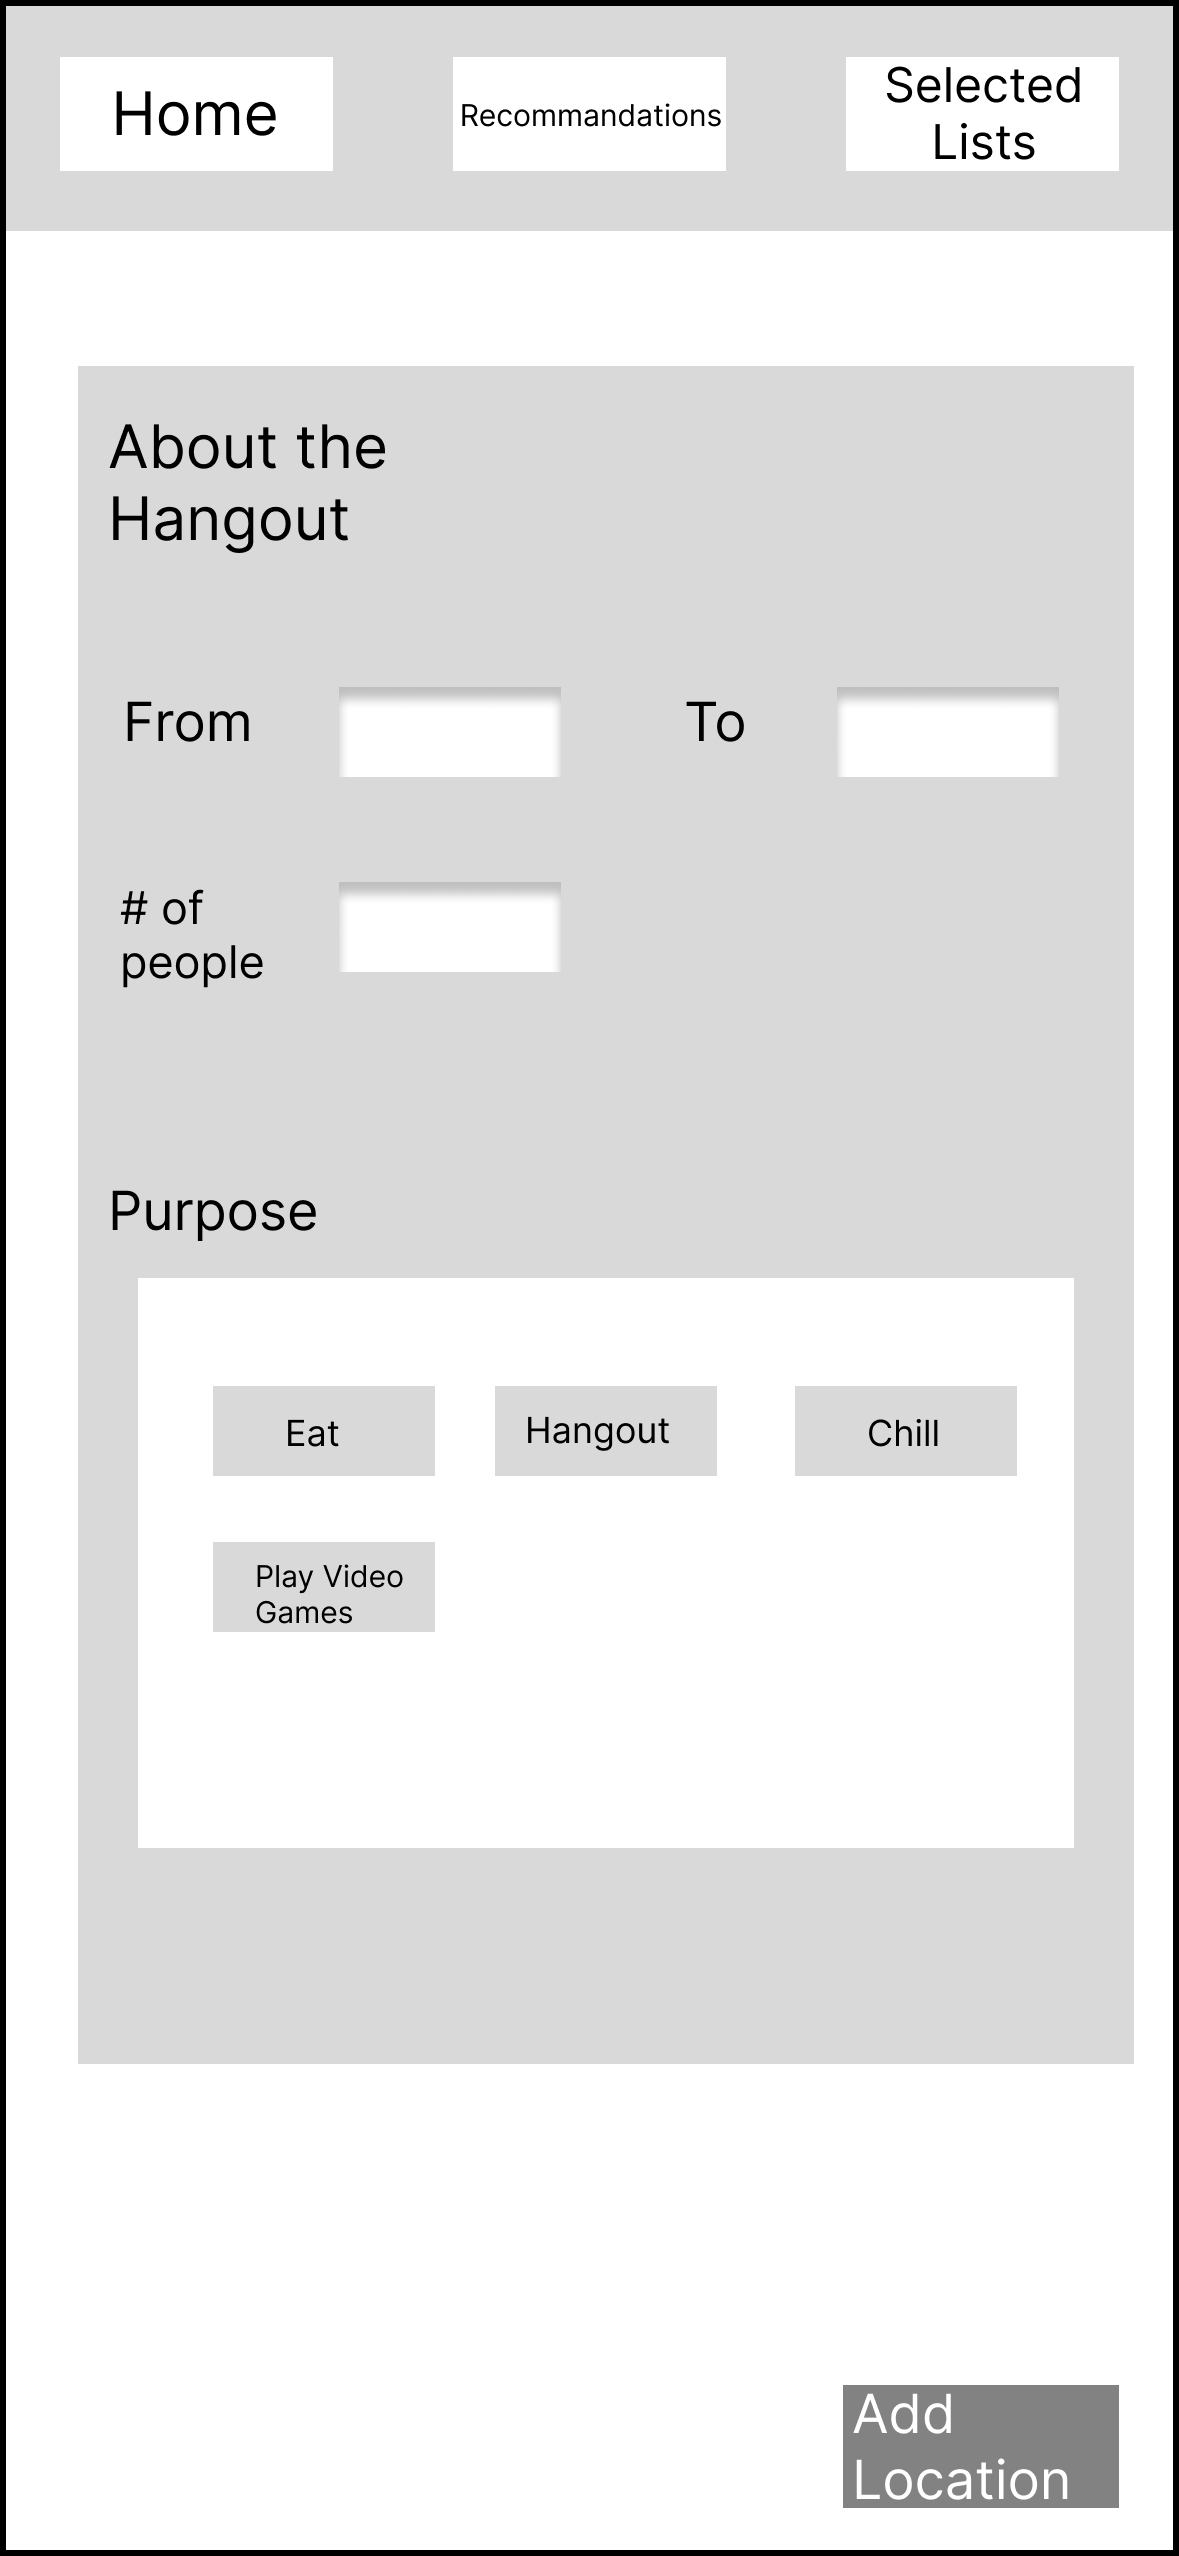 Home
Recommandations
Selected
Lists
About the
Hangout
From
To
# of
people
Purpose
Eat
Hangout
Chill
Play Video
Games
Add
Location